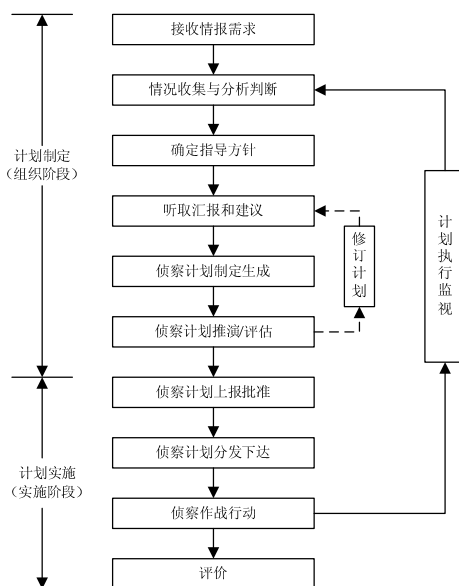 接收情报需求
情况收集与分析判断
确定指导方针
听取汇报和建议
侦察计划制定生成
侦察计划推演/评估
侦察计划上报批准
侦察计划分发下达
侦察作战行动
评价
计划制定
（组织阶段）
计划实施
（实施阶段）
修订计划
计划执行监视